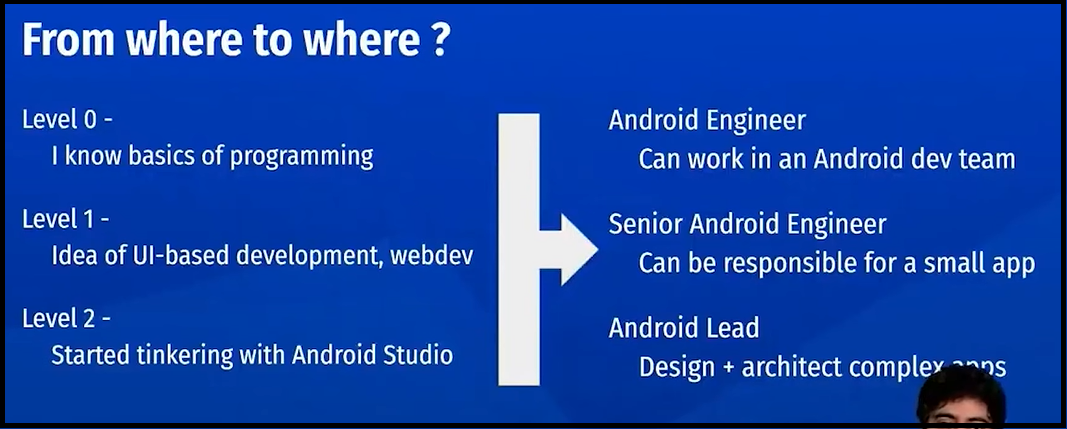 From where to where ?
Level 0 -
I know basics of programming
Level 1 -
Idea of UI-based development, webdev
Level 2 -
Started tinkering with Android Studio
Android Engineer
Can work in an Android dev team
Senior Android Engineer
Can be responsible for a small app
Android Lead
Design + architect complex apps